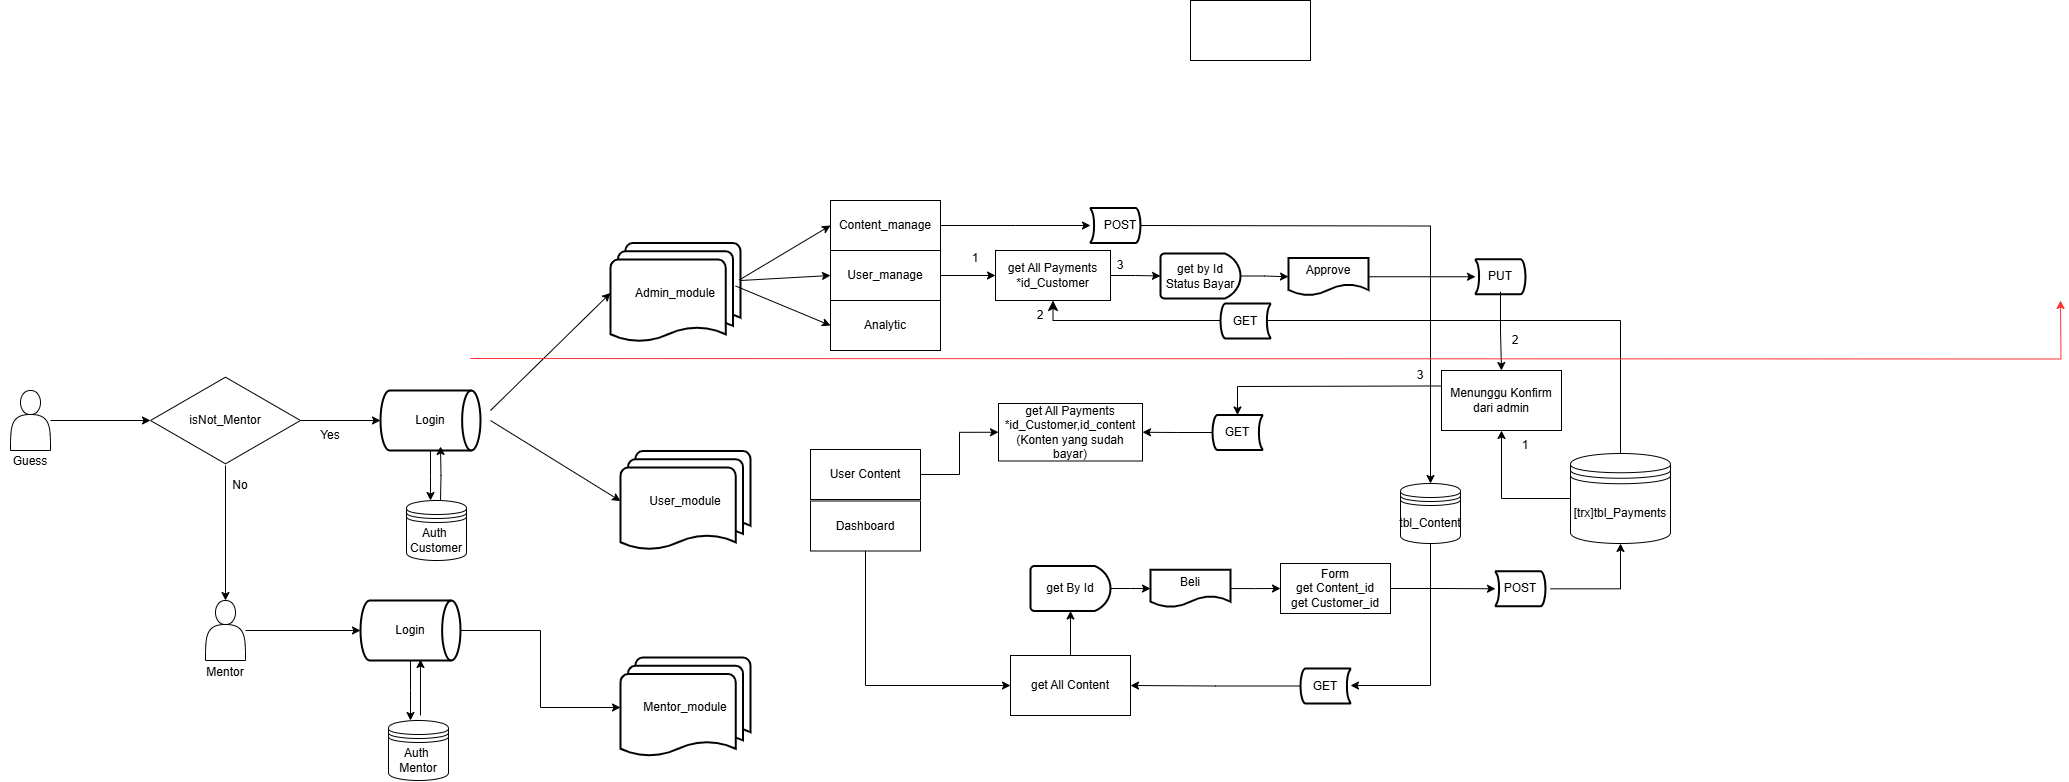 Content_manage
POST
1
get All Payments
*id_Customer
3
get by Id
Status Bayar
Approve
PUT
User_manage
Admin_module
Analytic
2
GET
2
Menunggu Konfirm
dari admin
3
isNot_Mentor
Yes
Login
Guess
get All Payments
*id_Customer,id_content
(Konten yang sudah
bayar)
GET
1
User Content
No
User_module
Auth
Customer
Dashboard
tbl_Content
[trx]tbl_Payments
get By Id
Beli
Form
get Content_id
get Customer_id
POST
Login
Mentor
get All Content
GET
Mentor_module
Auth
Mentor